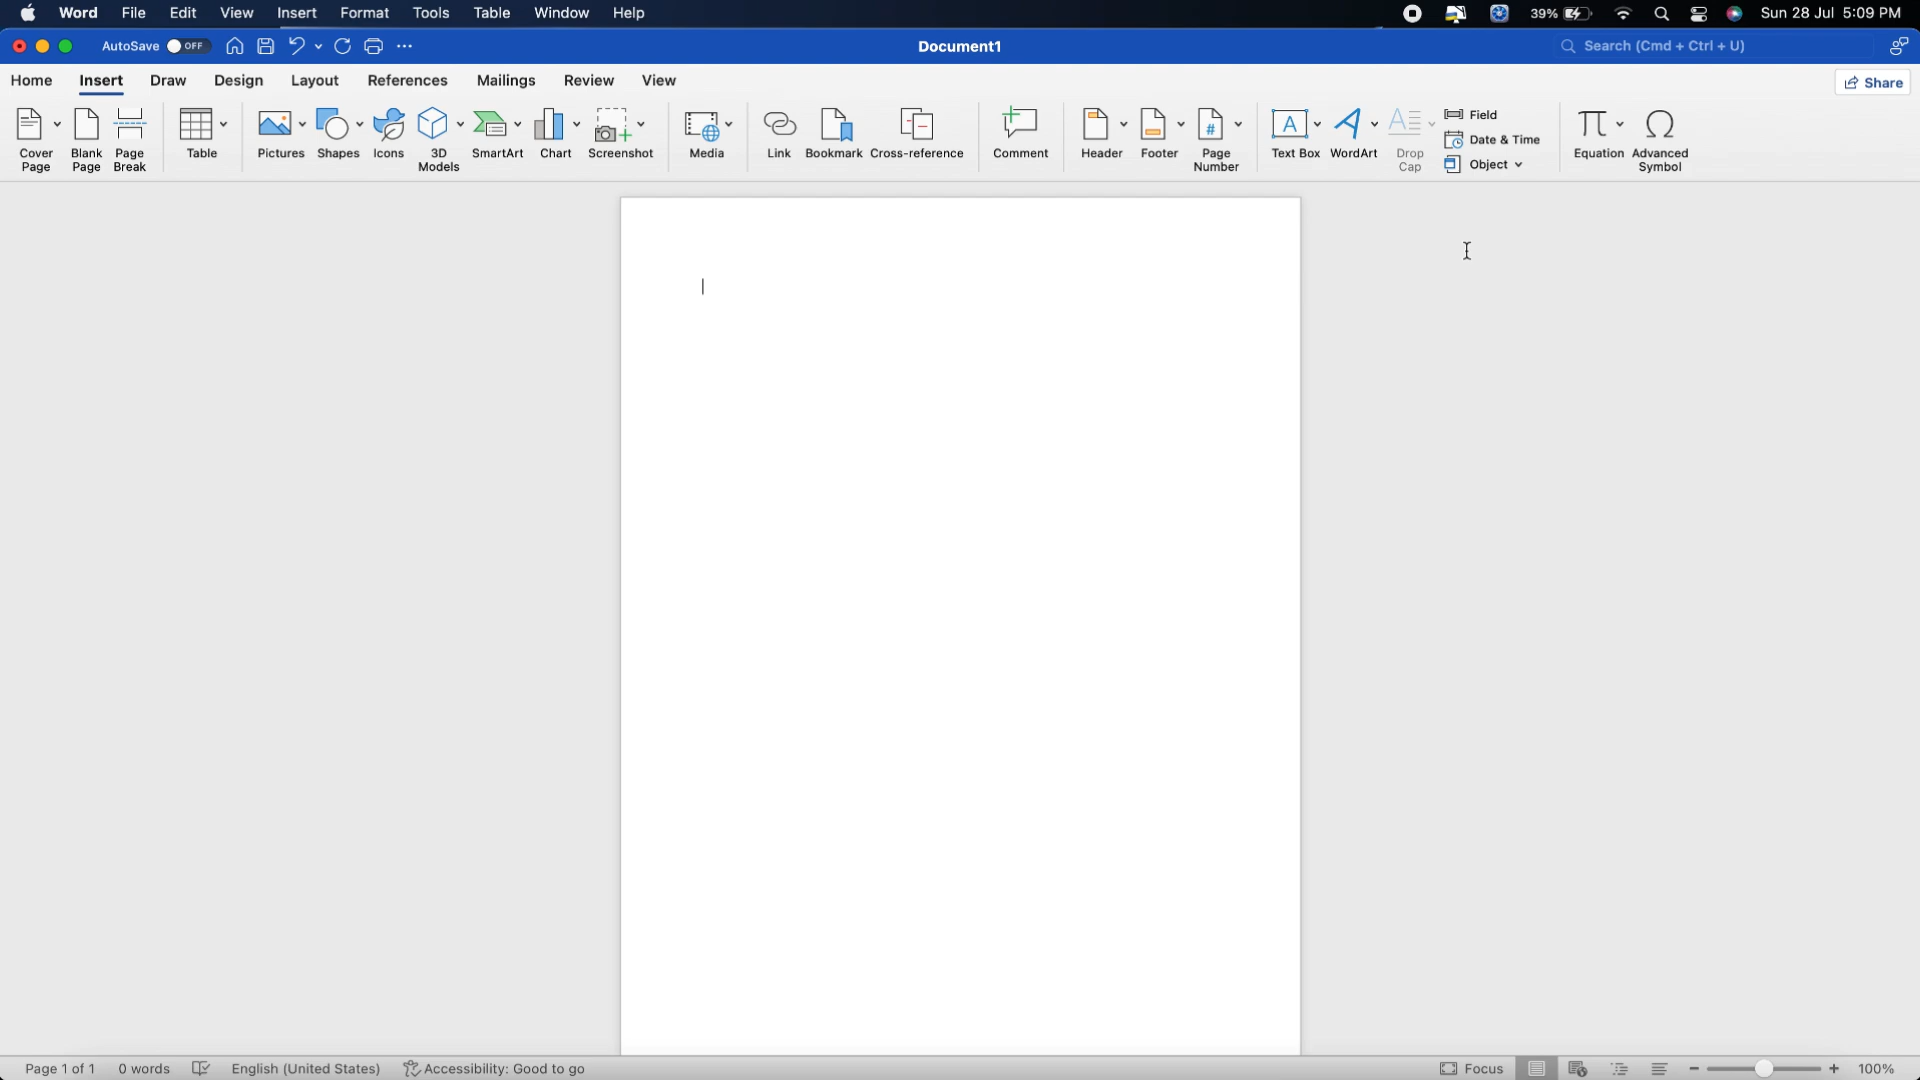 Word File Edit View Insert Format Tools Table Window Help 39% Sun 28 Jul 5:09 PM
AutoSave OFF Document1 Search (Cmd + Ctrl + U)
Home Insert Draw Design Layout References Mailings Review View Share
Cover Page
Blank Page
Page Break
Table
Pictures
Shapes
Icons
3D Models
SmartArt
Chart
Screenshot
Media
Link
Bookmark
Cross-reference
Comment
Header
Footer
Page Number
Text Box
WordArt
Drop Cap
Field
Date & Time
Object
Equation
Advanced Symbol
Page 1 of 1 0 words English (United States) Accessibility: Good to go Focus 100%